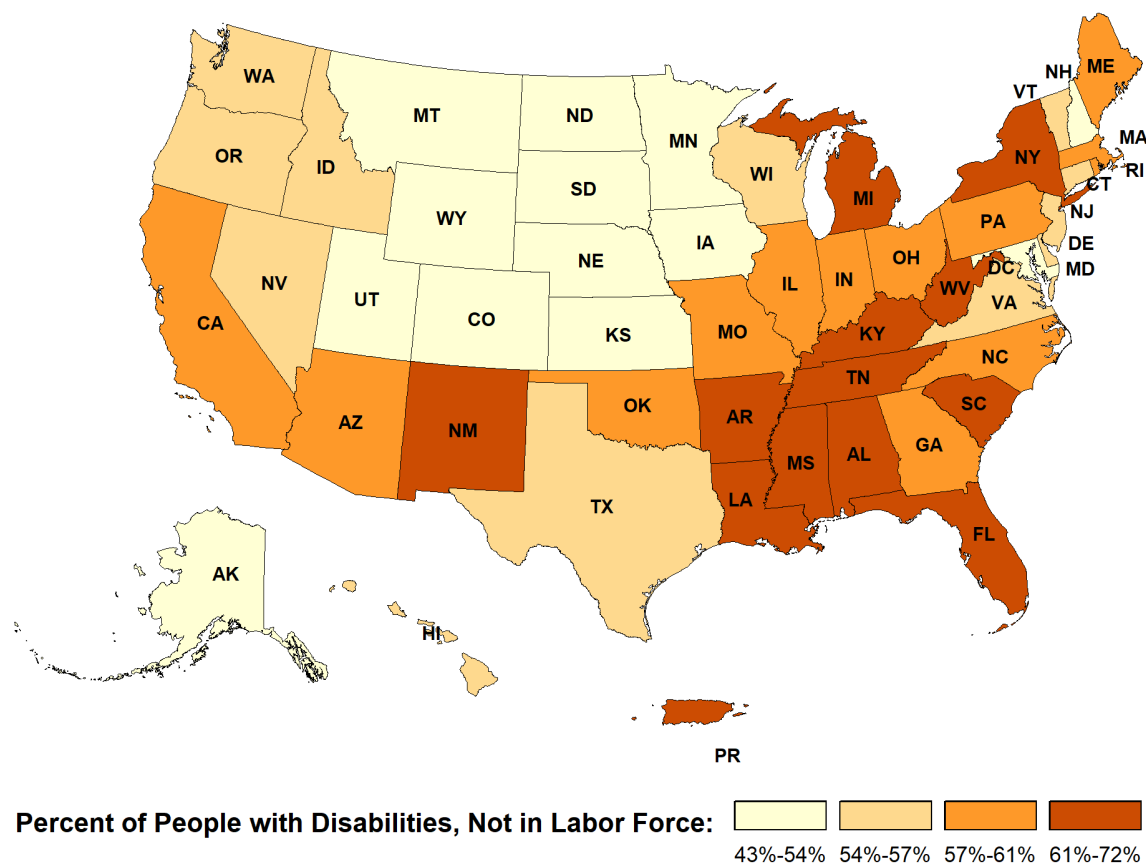 WA
MT
ND
MN
OR
ID
WY
SD
WI
MI
NY
VT
NH
ME
MA
RI
CT
NJ
PA
DE
MD
DC
NV
UT
CO
NE
IA
IL
IN
OH
WV
VA
CA
KS
MO
KY
NC
TN
AZ
NM
OK
AR
SC
MS
AL
GA
TX
LA
FL
AK
HI
PR
Percent of People with Disabilities, Not in Labor Force:
43%-54% 54%-57% 57%-61% 61%-72%